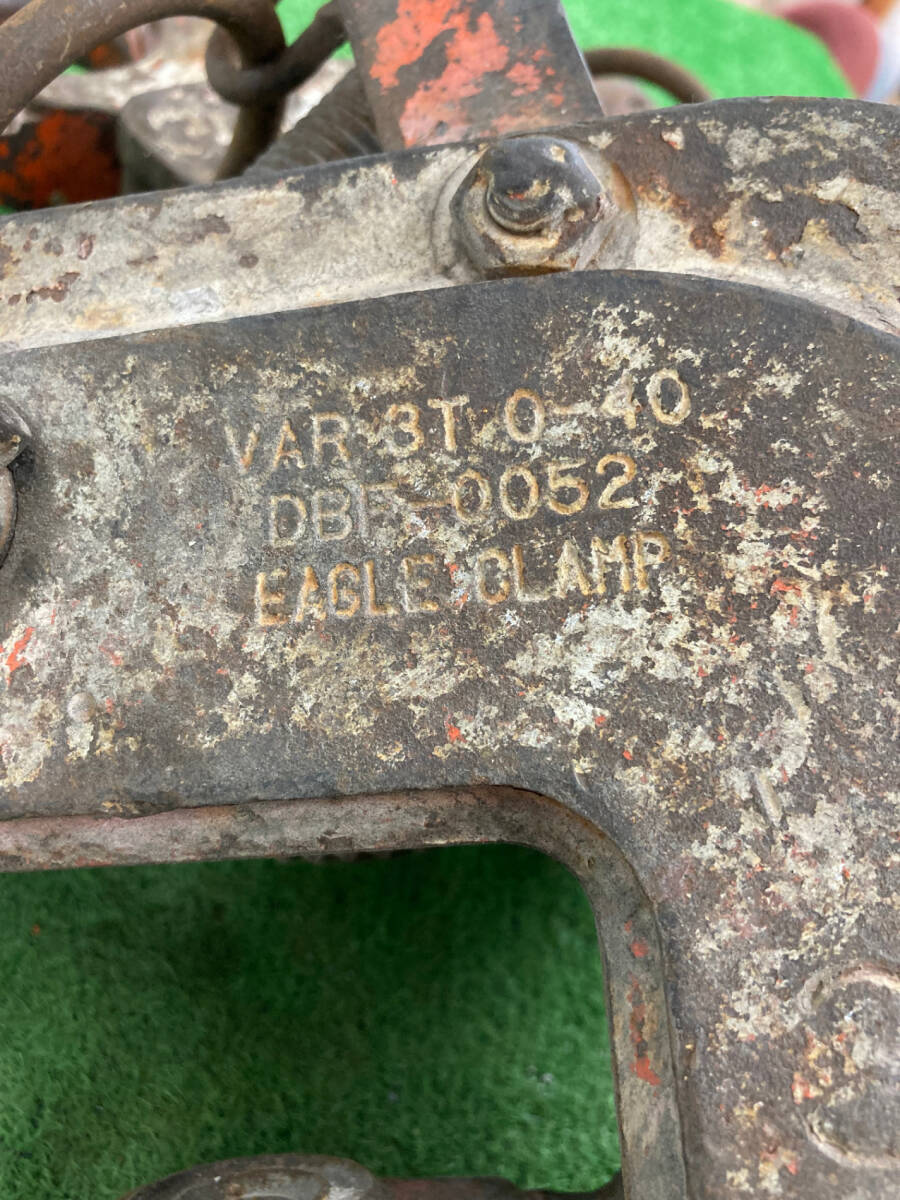 VAR 3T 0-40
DBF-0052
EAGLE CLAMP